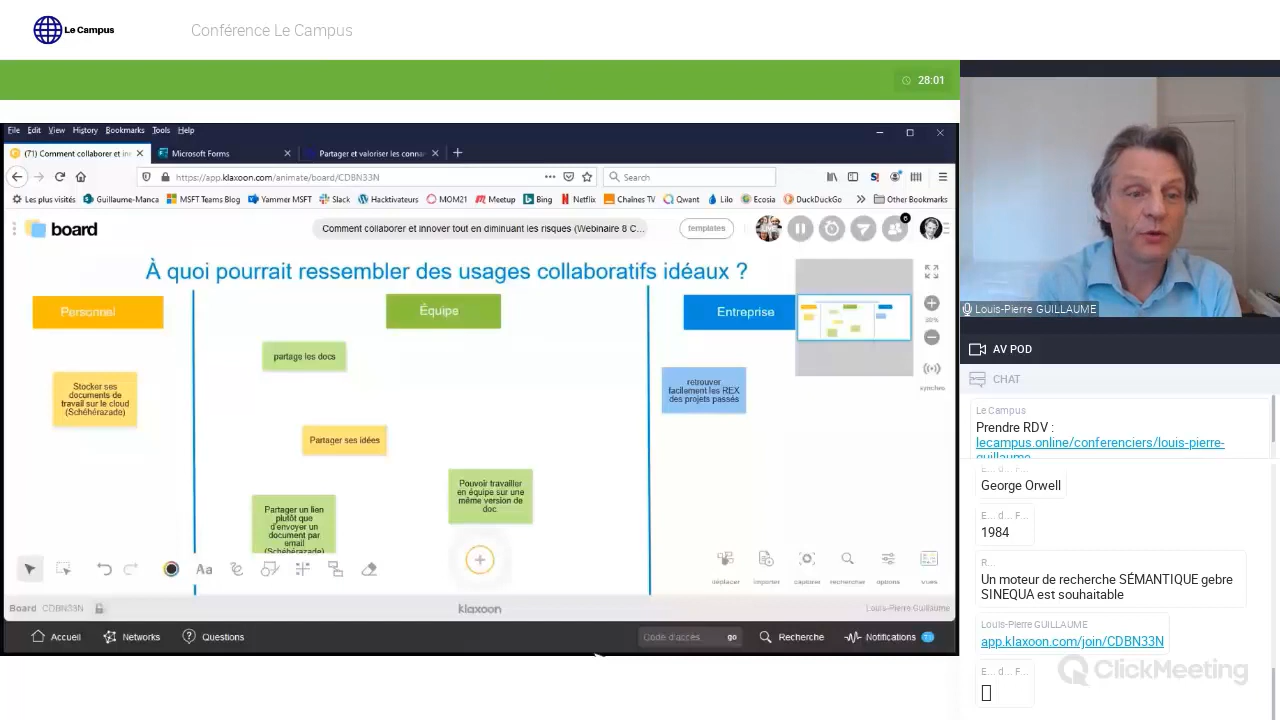 Le Campus
Conférence Le Campus
28:01
File Edit View History Bookmarks Tools Help
(71) Comment collaborer et in
Microsoft Forms
Partager et valoriser les conna
https://app.klaxoon.com/animate/board/CDBN33N
Search
Les plus visités
Guillaume-Manca
MSFT Teams Blog
Yammer MSFT
Slack
Hacktivateurs
MOM21
Meetup
Bing
Netflix
Chaînes TV
Qwant
Lilo
Ecosia
DuckDuckGo
Other Bookmarks
board
Comment collaborer et innover tout en diminuant les risques (Webinaire 8 C...
templates
6
À quoi pourrait ressembler des usages collaboratifs idéaux ?
Personnel
Équipe
Entreprise
20%
synchro
partage les docs
Stocker ses
documents de
travail sur le cloud
(Schéhérazade)
retrouver
facilement les REX
des projets passés
Partager ses idées
Pouvoir travailler
en équipe sur une
même version de
doc.
Partager un lien
plutôt que
d'envoyer un
document par
email
(Schéhérazade)
Aa
déplacer
importer
capturer
rechercher
options
vues
Board CDBN33N
klaxoon
Louis-Pierre Guillaume
Accueil
Networks
Questions
Code d'accès
go
Recherche
Notifications
Louis-Pierre GUILLAUME
AV POD
CHAT
Le Campus
Prendre RDV :
lecampus.online/conferenciers/louis-pierre-
guillaume
E... d... F...
George Orwell
E... d... F...
1984
R...
Un moteur de recherche SÉMANTIQUE gebre
SINEQUA est souhaitable
Louis-Pierre GUILLAUME
app.klaxoon.com/join/CDBN33N
E... d... F...
ClickMeeting